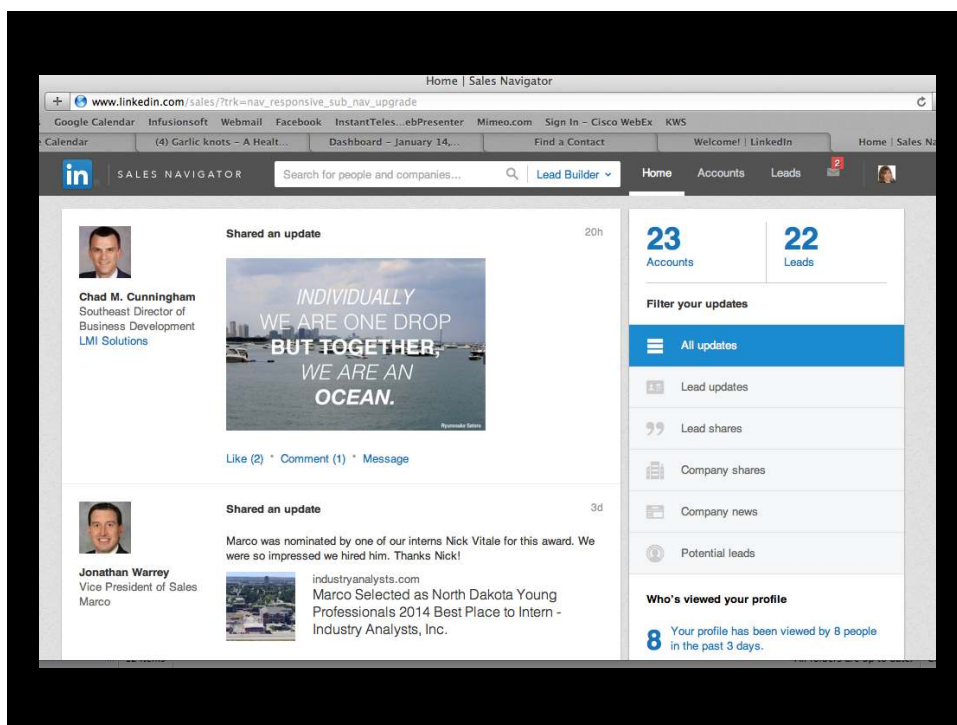 Home | Sales Navigator
www.linkedin.com/sales/?trk=nav_responsive_sub_nav_upgrade
Google Calendar Infusionsoft Webmail Facebook InstantTeles...ebPresenter Mimeo.com Sign In – Cisco WebEx KWS
Calendar (4) Garlic knots – A Healt... Dashboard – January 14,... Find a Contact Welcome! | LinkedIn Home | Sales Na
in SALES NAVIGATOR Search for people and companies... Lead Builder Home Accounts Leads 2
Shared an update 20h
INDIVIDUALLY
WE ARE ONE DROP
BUT TOGETHER,
WE ARE AN
OCEAN.
Ryunosuke Satoro
Chad M. Cunningham
Southeast Director of
Business Development
LMI Solutions
Like (2) * Comment (1) * Message
Shared an update 3d
Marco was nominated by one of our interns Nick Vitale for this award. We
were so impressed we hired him. Thanks Nick!
industryanalysts.com
Marco Selected as North Dakota Young
Professionals 2014 Best Place to Intern -
Industry Analysts, Inc.
Jonathan Warrey
Vice President of Sales
Marco
23 22
Accounts Leads
Filter your updates
All updates
Lead updates
Lead shares
Company shares
Company news
Potential leads
Who's viewed your profile
8 Your profile has been viewed by 8 people
in the past 3 days.